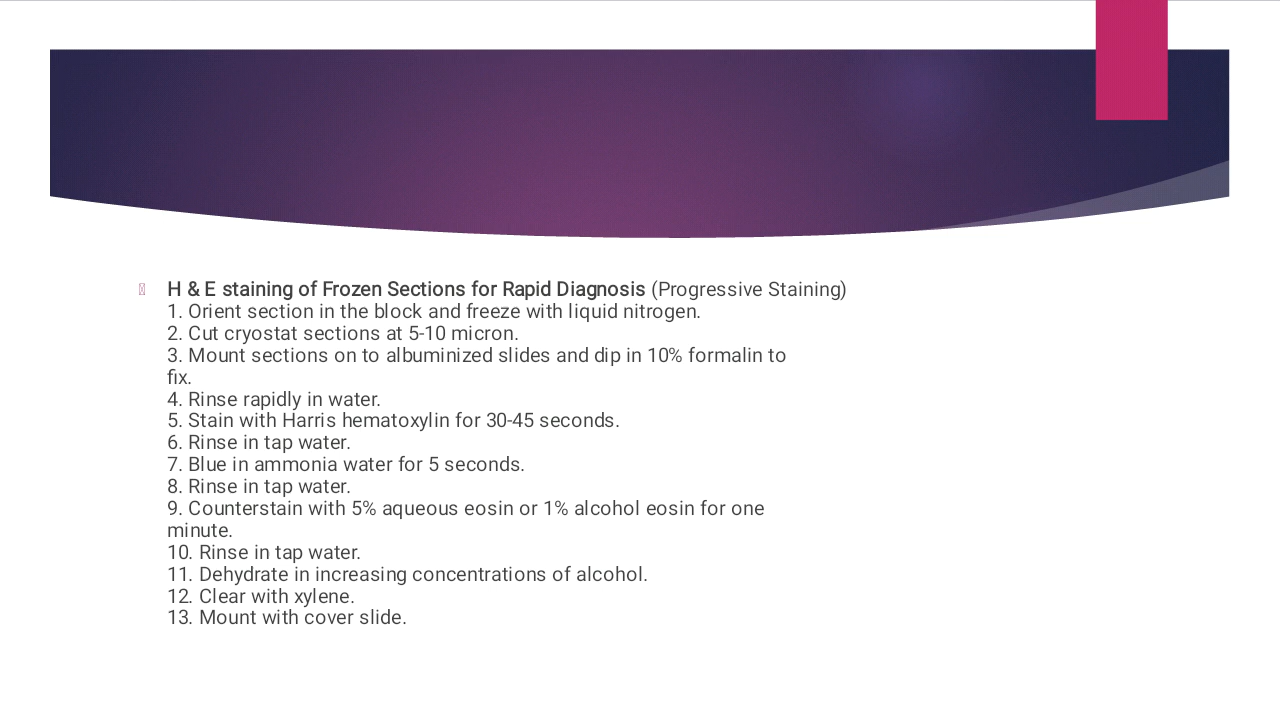 H & E staining of Frozen Sections for Rapid Diagnosis (Progressive Staining)
1. Orient section in the block and freeze with liquid nitrogen.
2. Cut cryostat sections at 5-10 micron.
3. Mount sections on to albuminized slides and dip in 10% formalin to
fix.
4. Rinse rapidly in water.
5. Stain with Harris hematoxylin for 30-45 seconds.
6. Rinse in tap water.
7. Blue in ammonia water for 5 seconds.
8. Rinse in tap water.
9. Counterstain with 5% aqueous eosin or 1% alcohol eosin for one
minute.
10. Rinse in tap water.
11. Dehydrate in increasing concentrations of alcohol.
12. Clear with xylene.
13. Mount with cover slide.